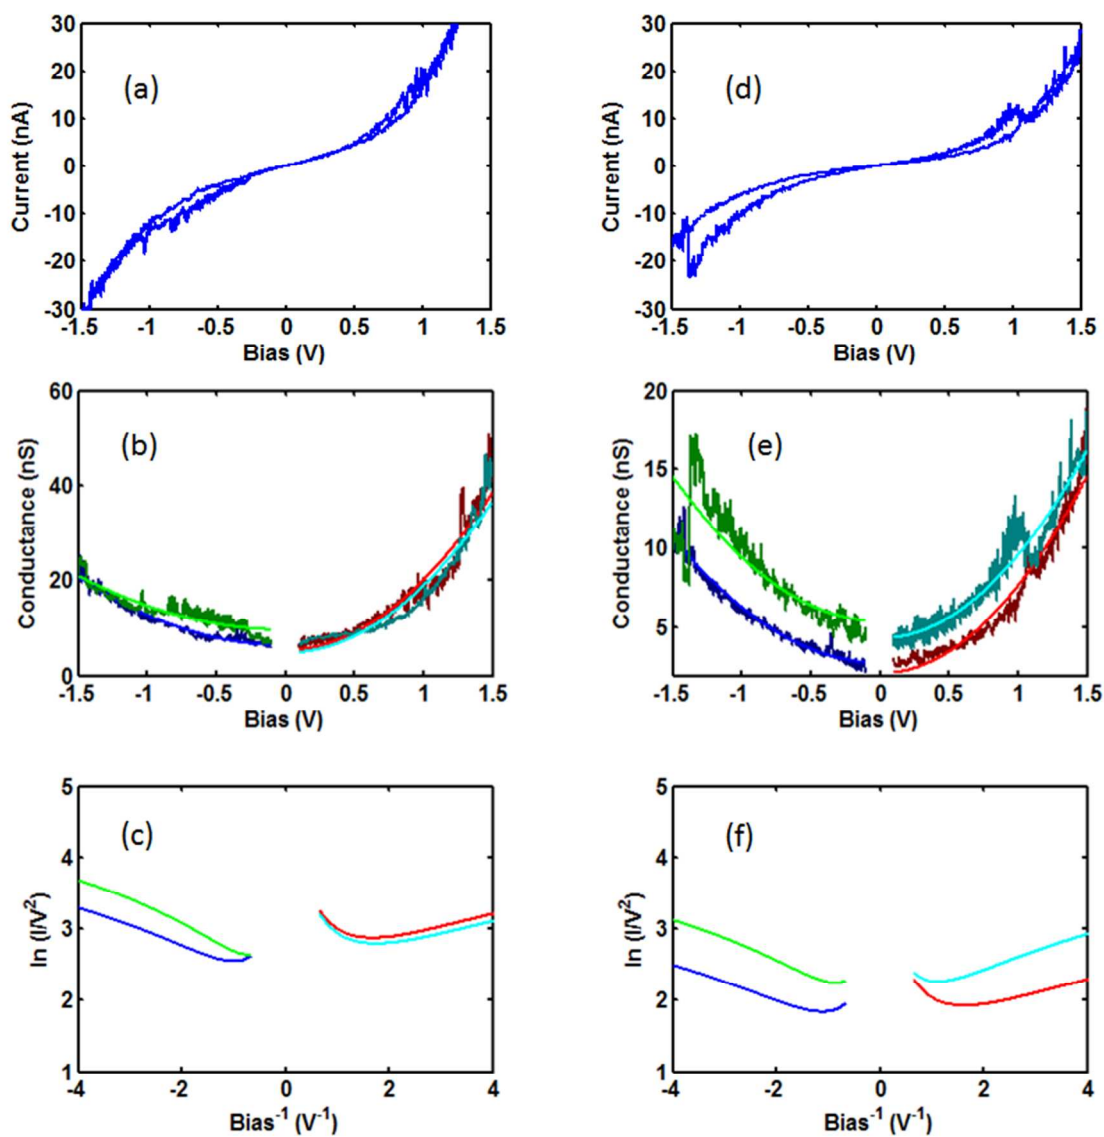 30
20
10
0
-10
-20
-30
Current (nA)
(a)
-1.5 -1 -0.5 0 0.5 1 1.5
Bias (V)
30
20
10
0
-10
-20
-30
Current (nA)
(d)
-1.5 -1 -0.5 0 0.5 1 1.5
Bias (V)
60
40
20
0
Conductance (nS)
(b)
-1.5 -1 -0.5 0 0.5 1 1.5
Bias (V)
20
15
10
5
Conductance (nS)
(e)
-1.5 -1 -0.5 0 0.5 1 1.5
Bias (V)
5
4
3
2
1
ln (I/V²)
(c)
-4 -2 0 2 4
Bias⁻¹ (V⁻¹)
5
4
3
2
1
ln (I/V²)
(f)
-4 -2 0 2 4
Bias⁻¹ (V⁻¹)